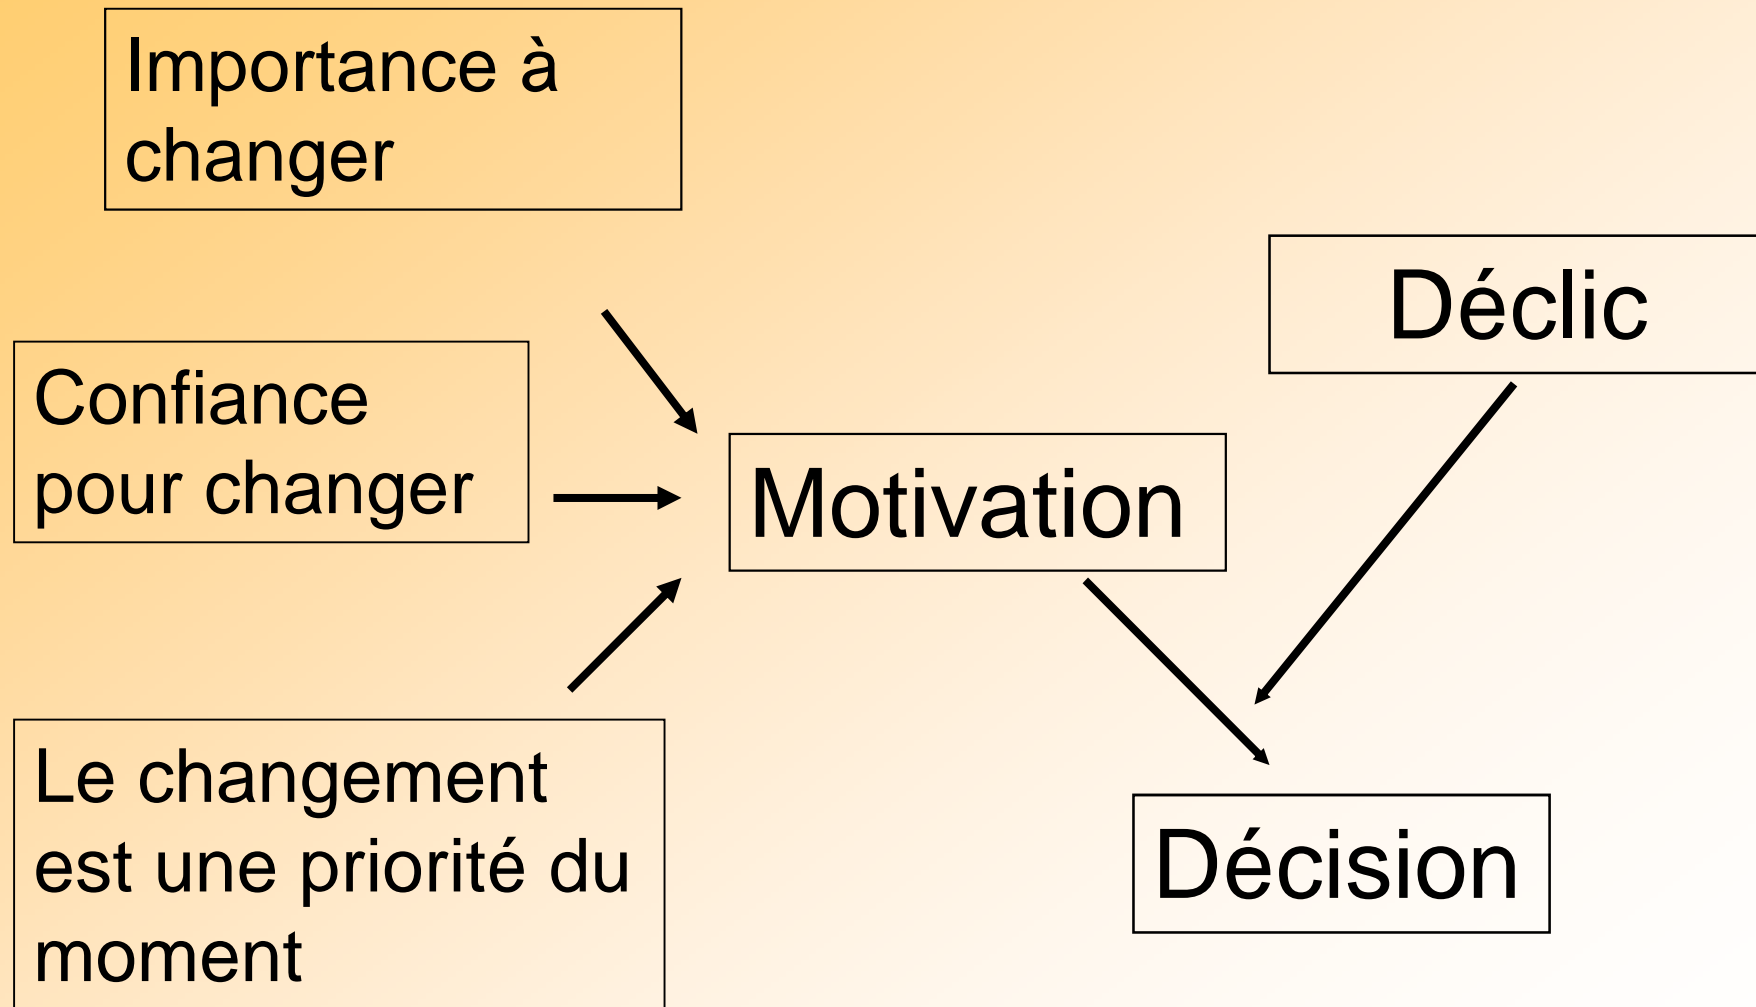 Importance à
changer
Déclic
Confiance
pour changer
Motivation
Le changement
est une priorité du
moment
Décision